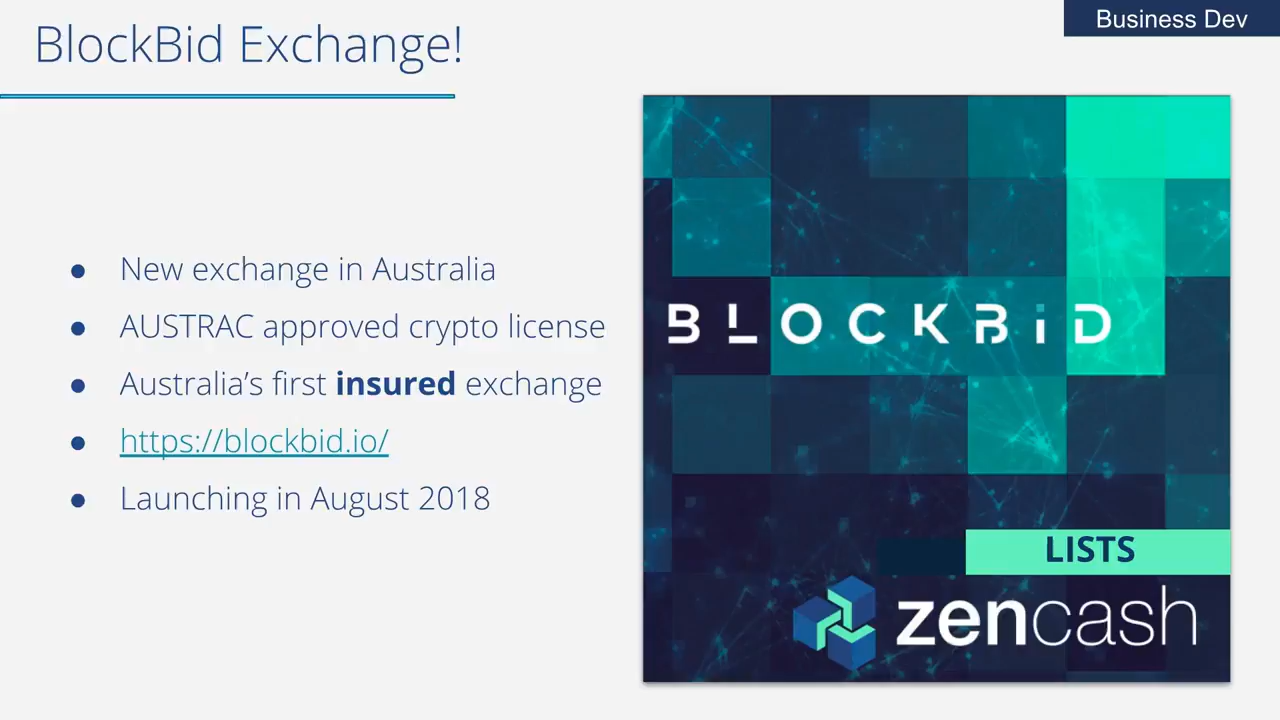 BlockBid Exchange!
Business Dev
● New exchange in Australia
● AUSTRAC approved crypto license
● Australia’s first insured exchange
● https://blockbid.io/
● Launching in August 2018
BLOCKBiD
LISTS
zencash